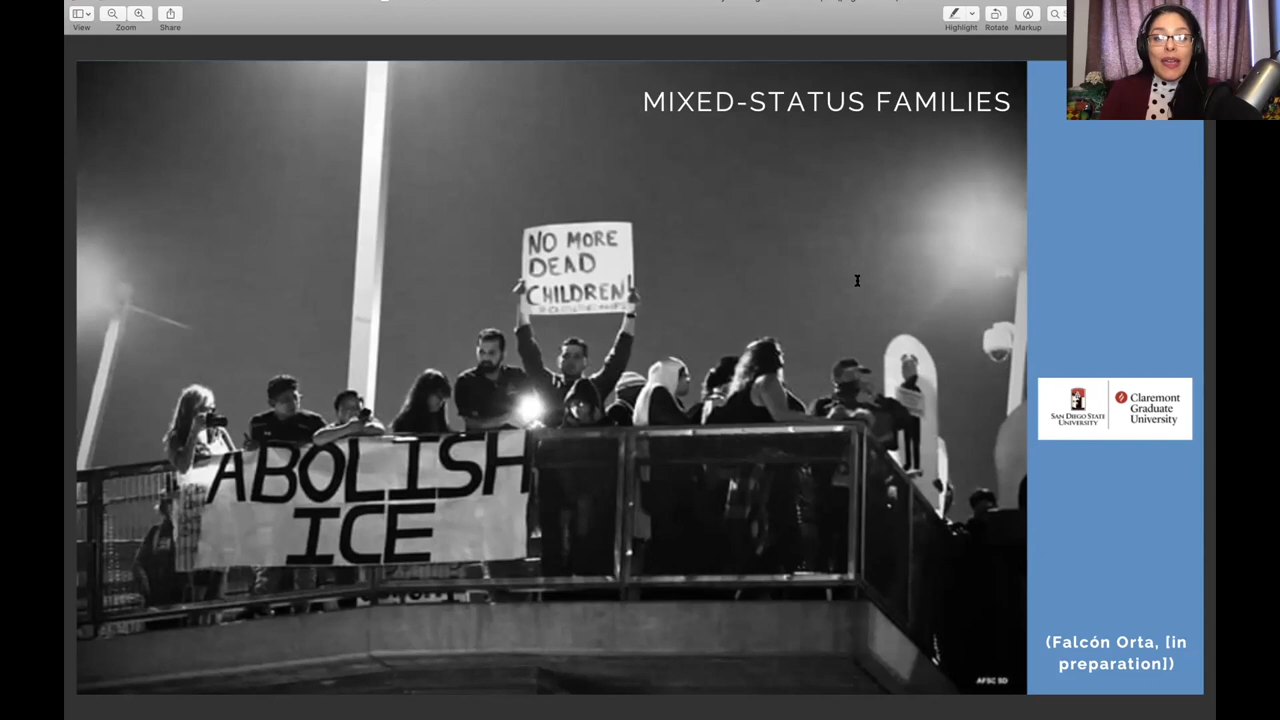 View
Zoom
Share
Highlight
Rotate
Markup
MIXED-STATUS FAMILIES
NO MORE
DEAD
CHILDREN
ABOLISH
ICE
SAN DIEGO STATE
UNIVERSITY
Claremont
Graduate
University
(Falcón Orta, [in
preparation])
AFSC SD